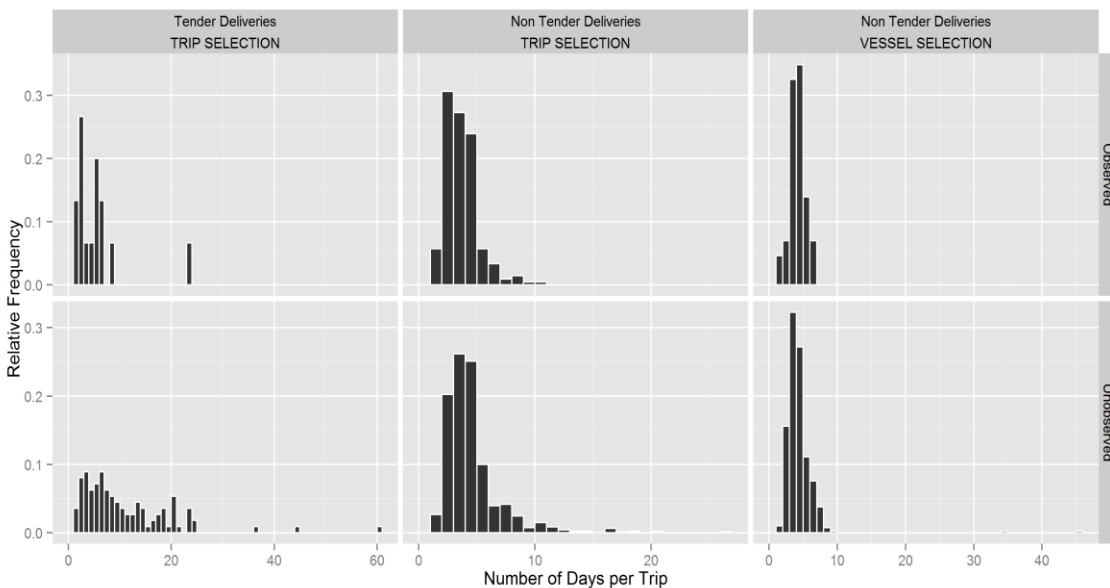 Tender Deliveries
TRIP SELECTION
Non Tender Deliveries
TRIP SELECTION
Non Tender Deliveries
VESSEL SELECTION
Relative Frequency
0.3
0.2
0.1
0.0
Observed
0.3
0.2
0.1
0.0
Unobserved
0 20 40 60
0 10 20
0 10 20 30 40
Number of Days per Trip